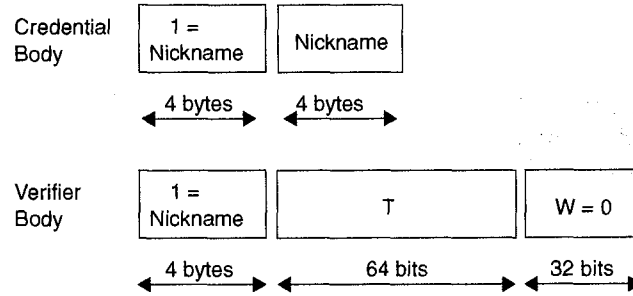 Credential
Body
1 =
Nickname
Nickname
4 bytes
4 bytes
Verifier
Body
1 =
Nickname
T
W = 0
4 bytes
64 bits
32 bits